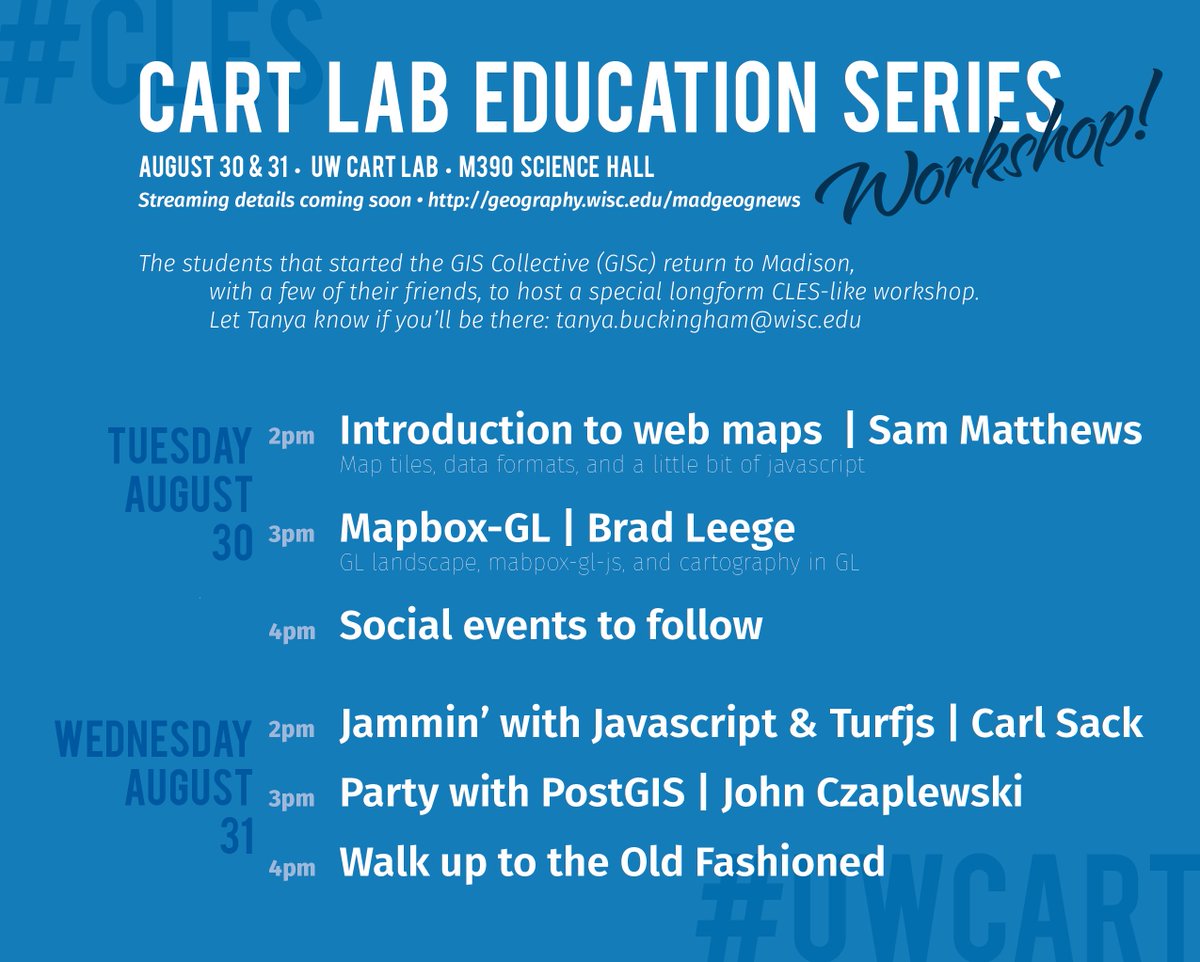 #CLES
CART LAB EDUCATION SERIES
Workshop!
AUGUST 30 & 31 • UW CART LAB • M390 SCIENCE HALL
Streaming details coming soon • http://geography.wisc.edu/madgeognews
The students that started the GIS Collective (GISc) return to Madison,
with a few of their friends, to host a special longform CLES-like workshop.
Let Tanya know if you'll be there: tanya.buckingham@wisc.edu
TUESDAY
AUGUST
30
2pm Introduction to web maps | Sam Matthews
Map tiles, data formats, and a little bit of javascript
3pm Mapbox-GL | Brad Leege
GL landscape, mabpox-gl-js, and cartography in GL
4pm Social events to follow
WEDNESDAY
AUGUST
31
2pm Jammin' with Javascript & Turfjs | Carl Sack
3pm Party with PostGIS | John Czaplewski
4pm Walk up to the Old Fashioned
#UWCART